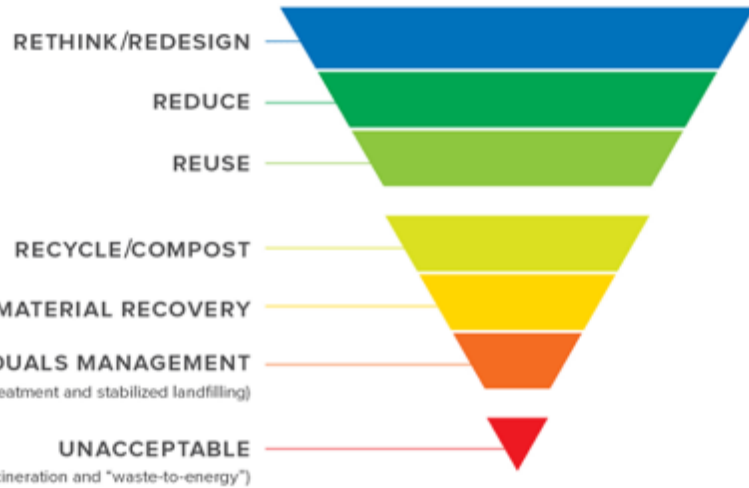 RETHINK/REDESIGN
REDUCE
REUSE
RECYCLE/COMPOST
MATERIAL RECOVERY
DUALS MANAGEMENT
eatment and stabilized landfilling)
UNACCEPTABLE
cineration and "waste-to-energy")